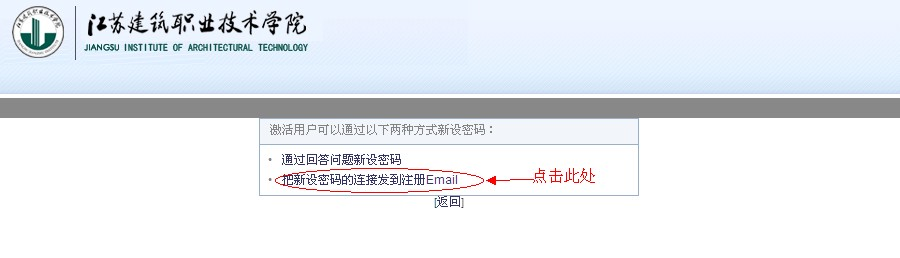 江苏建筑职业技术学院
JIANGSU INSTITUTE OF ARCHITECTURAL TECHNOLOGY
激活用户可以通过以下两种方式新设密码：
• 通过回答问题新设密码
• 把新设密码的连接发到注册Email
点击此处
[返回]